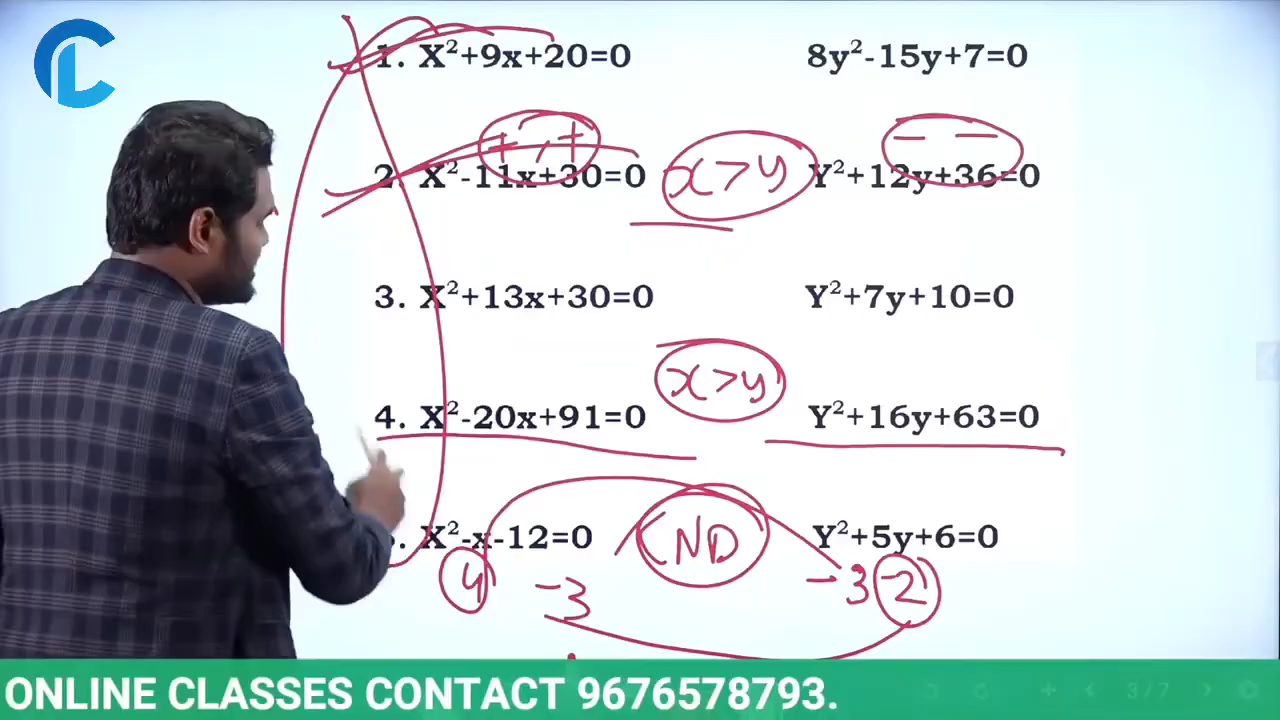 1. X²+9x+20=0 8y²-15y+7=0
+, + - -
2. X²-11x+30=0 x>y Y²+12y+36=0
3. X²+13x+30=0 Y²+7y+10=0
x>y
4. X²-20x+91=0 Y²+16y+63=0
X²-x-12=0 ND Y²+5y+6=0
4 -3 -3 -2
ONLINE CLASSES CONTACT 9676578793.
3/7